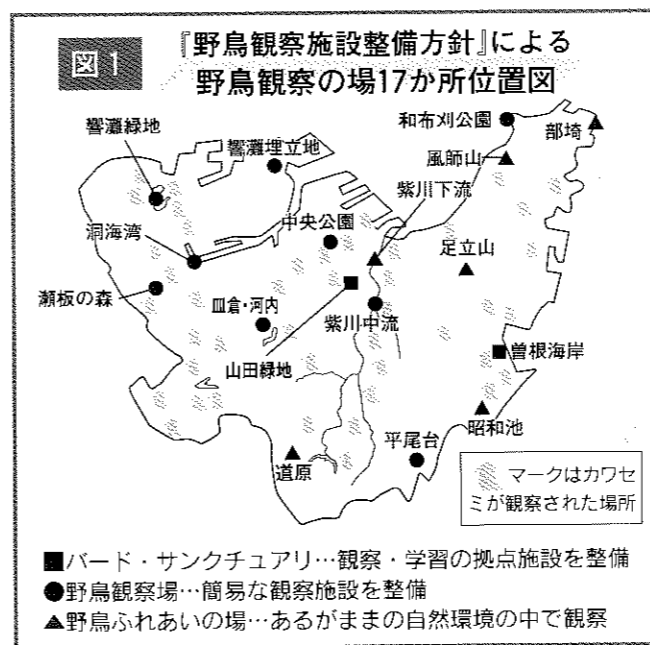 図1
『野鳥観察施設整備方針』による
野鳥観察の場17か所位置図
響灘緑地
響灘埋立地
和布刈公園
部埼
風師山
紫川下流
中央公園
洞海湾
足立山
瀬板の森
皿倉・河内
紫川中流
曽根海岸
山田緑地
昭和池
平尾台
道原
マークはカワセ
ミが観察された場所
■バード・サンクチュアリ…観察・学習の拠点施設を整備
●野鳥観察場…簡易な観察施設を整備
▲野鳥ふれあいの場…あるがままの自然環境の中で観察